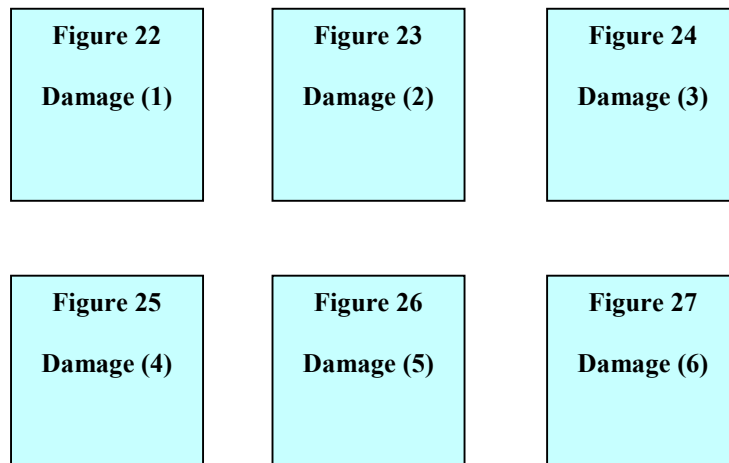 Figure 22
Damage (1)
Figure 23
Damage (2)
Figure 24
Damage (3)
Figure 25
Damage (4)
Figure 26
Damage (5)
Figure 27
Damage (6)